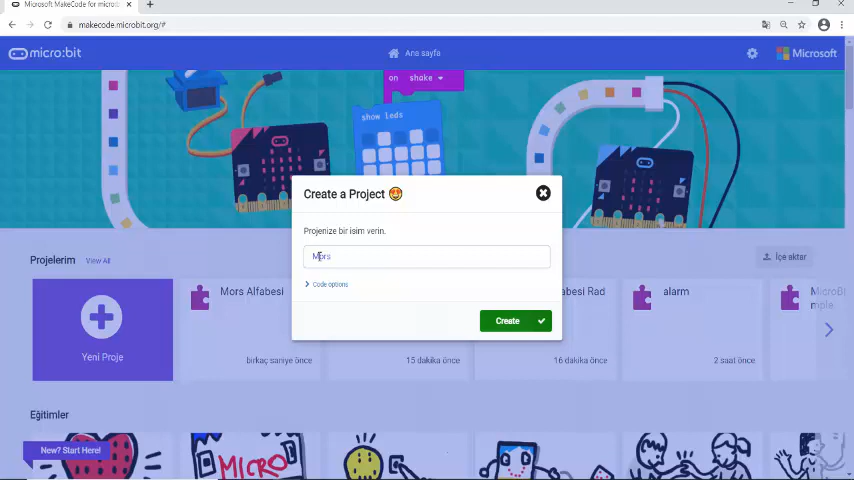 Microsoft MakeCode for micro:
makecode.microbit.org/#
micro:bit
Ana sayfa
Microsoft
on shake
show leds
Create a Project
Projenize bir isim verin.
Mors
Code options
Create
Projelerim
View All
İçe aktar
Yeni Proje
Mors Alfabesi
birkaç saniye önce
15 dakika önce
abesi Rad
16 dakika önce
alarm
2 saat önce
MicroBi
mple.
Eğitimler
New? Start Here!
MICRO